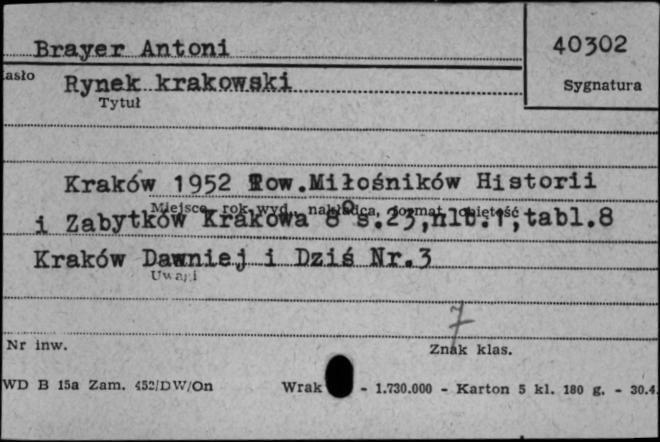 Brayer Antoni
40302
asło
Rynek krakowski
Sygnatura
Tytuł
Kraków 1952 Tow.Miłośników Historii
Miejsce, rok wyd., nakładca, format, objętość
i Zabytków Krakowa 8° s.23,nlb.1,tabl.8
Kraków Dawniej i Dziś Nr.3
Uwagi
7
Nr inw.
Znak klas.
WD B 15a Zam. 452/DW/On Wrak - 1.730.000 - Karton 5 kl. 180 g. - 30.4.